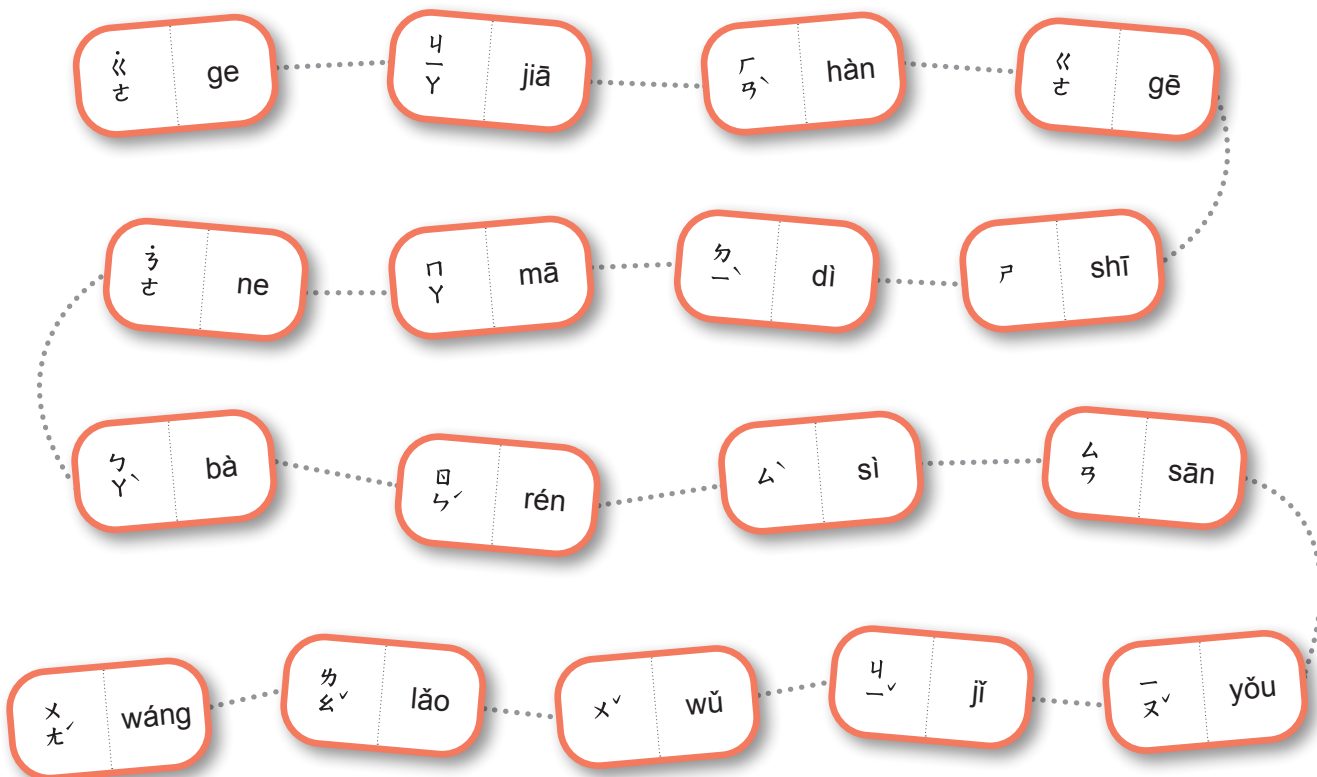 ˙ㄍㄜ ge
ㄐㄧㄚ jiā
ㄏㄢˋ hàn
ㄍㄜ gē
˙ㄋㄜ ne
ㄇㄚ mā
ㄉㄧˋ dì
ㄕ shī
ㄅㄚˋ bà
ㄖㄣˊ rén
ㄙˋ sì
ㄙㄢ sān
ㄨㄤˊ wáng
ㄌㄠˇ lǎo
ㄨˇ wǔ
ㄐㄧˇ jǐ
ㄧㄡˇ yǒu